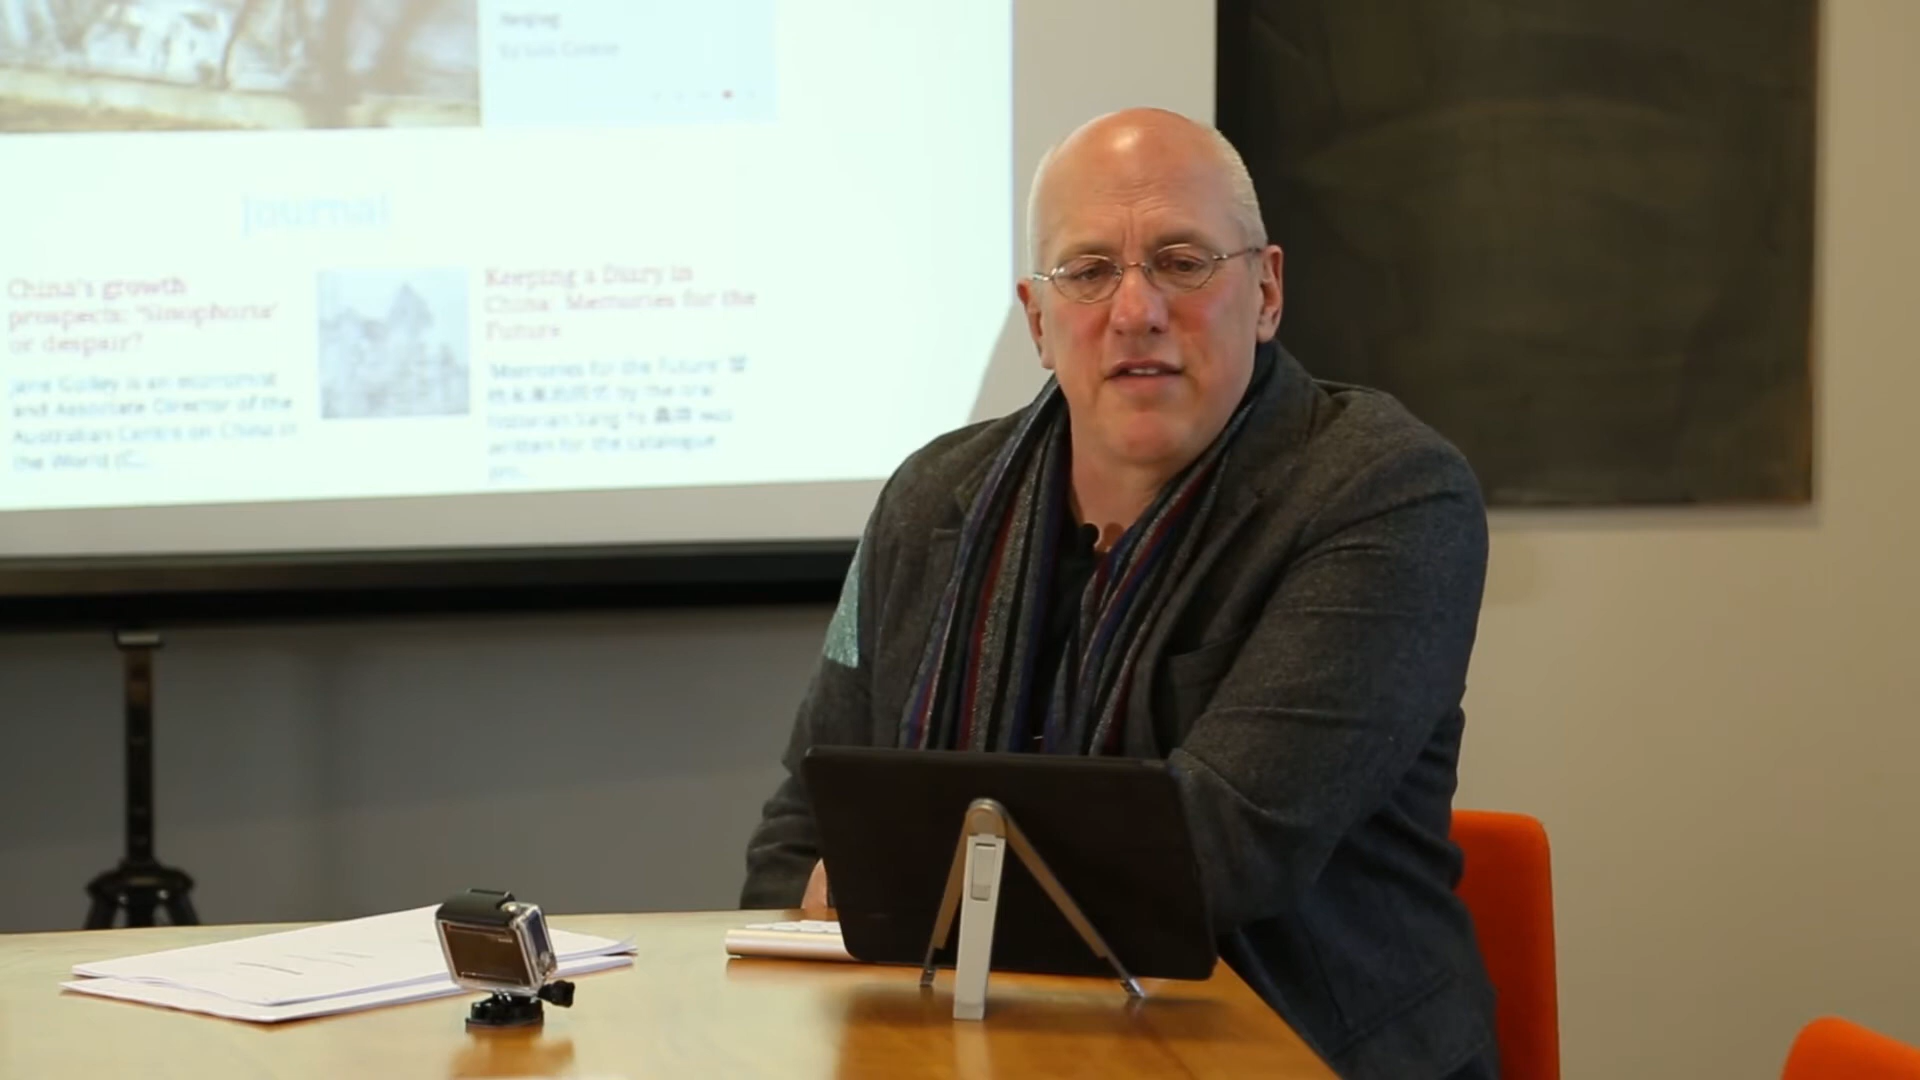 Beijing
journal
China's growth
prospects: 'Sinophoria'
or despair?
Jane Golley is an economist
and Associate Director of the
Australian Centre on China in
the World (C...
Keeping a Diary in
China: Memories for the
Future
'Memories for the Future'
by the oral
historian Sang Ye was
written for the catalogue